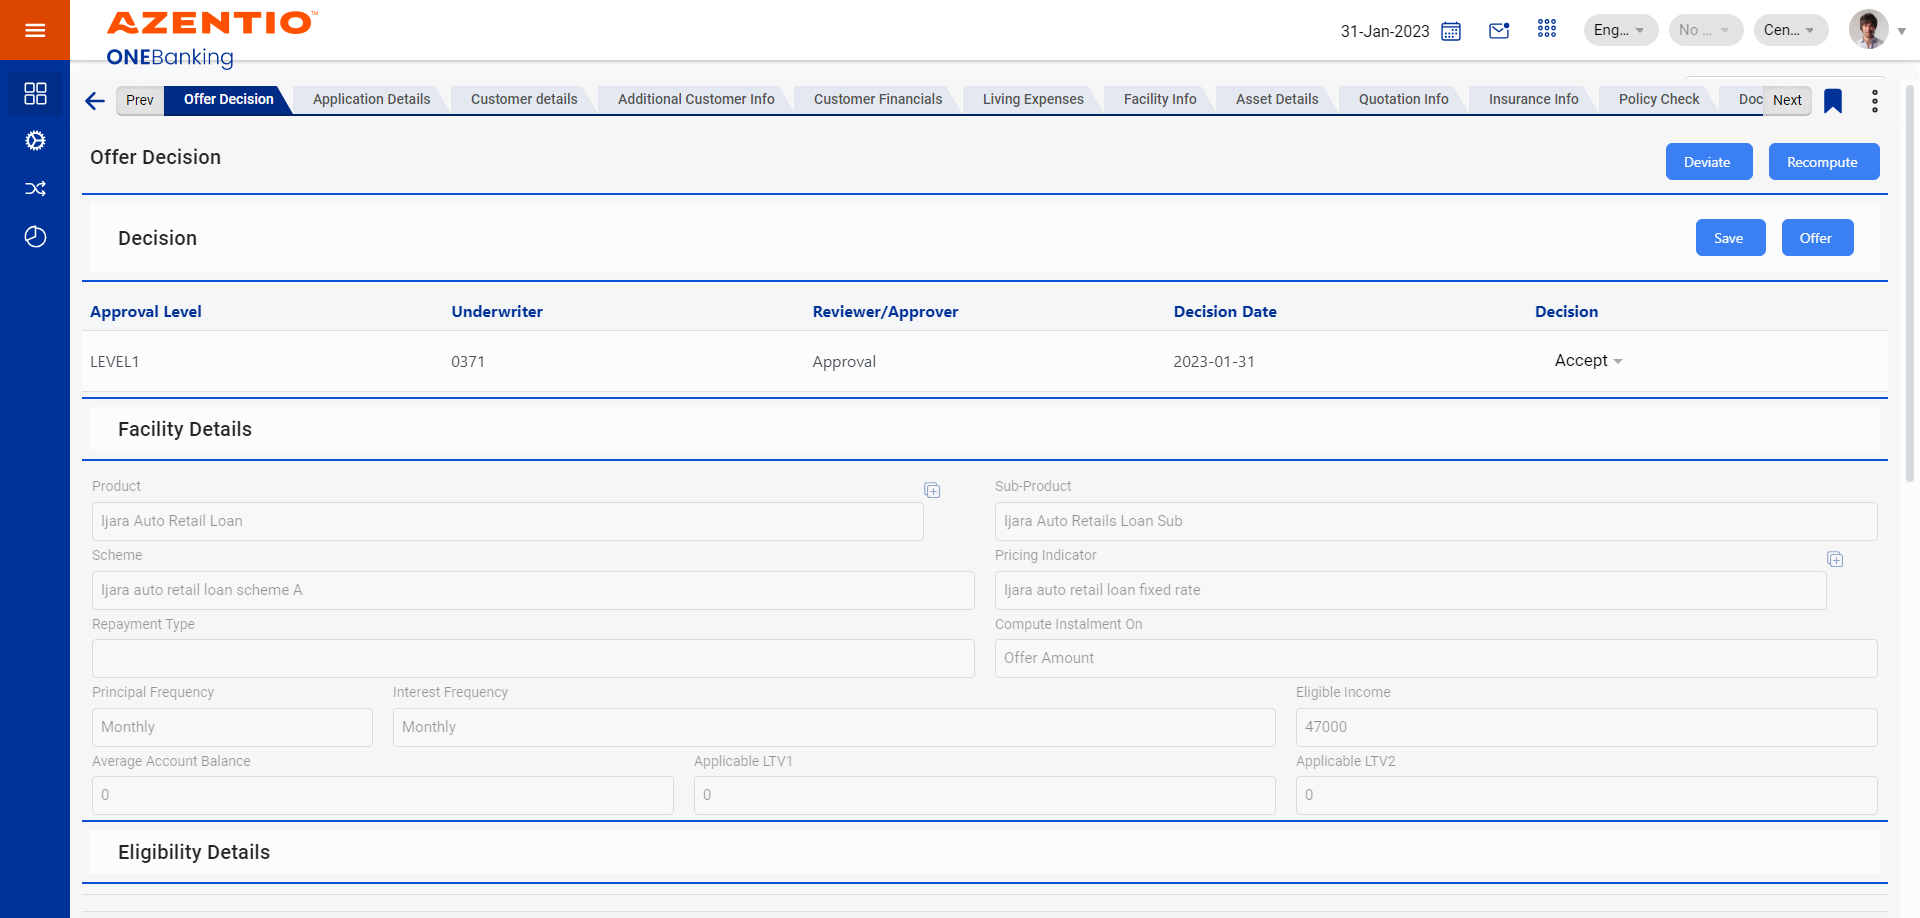 AZENTIO™
ONEBanking
31-Jan-2023
Eng...
No ...
Cen...
Prev
Offer Decision
Application Details
Customer details
Additional Customer Info
Customer Financials
Living Expenses
Facility Info
Asset Details
Quotation Info
Insurance Info
Policy Check
Doc
Next
Offer Decision
Deviate
Recompute
Decision
Save
Offer
Approval Level Underwriter Reviewer/Approver Decision Date Decision
LEVEL1 0371 Approval 2023-01-31 Accept
Facility Details
Product
Ijara Auto Retail Loan
Sub-Product
Ijara Auto Retails Loan Sub
Scheme
Ijara auto retail loan scheme A
Pricing Indicator
Ijara auto retail loan fixed rate
Repayment Type
Compute Instalment On
Offer Amount
Principal Frequency
Monthly
Interest Frequency
Monthly
Eligible Income
47000
Average Account Balance
0
Applicable LTV1
0
Applicable LTV2
0
Eligibility Details